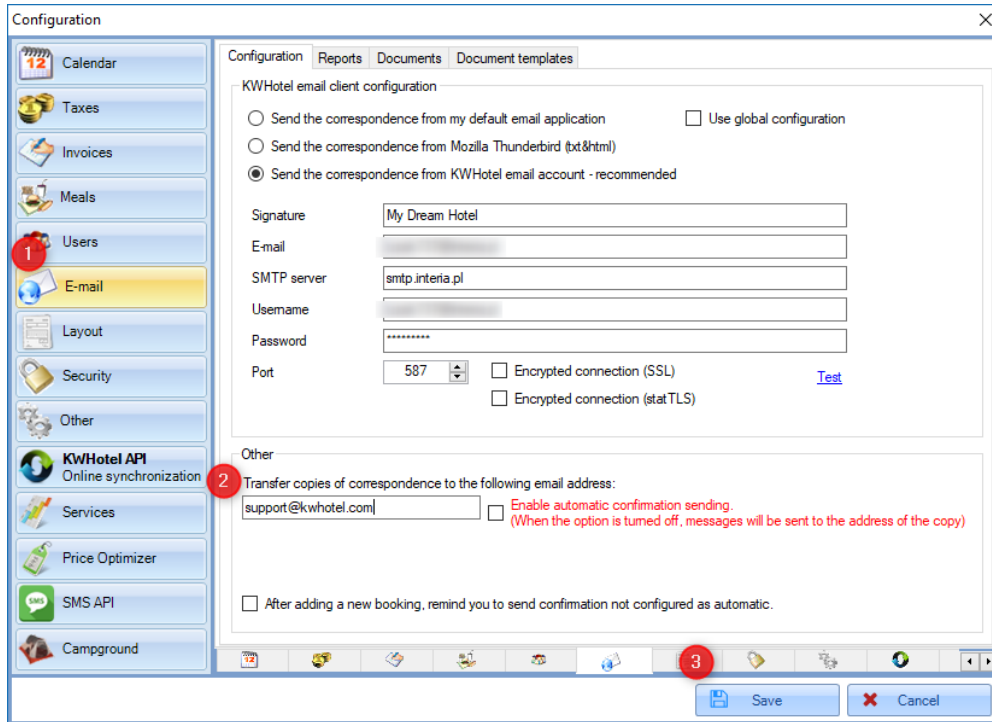 Configuration
Calendar
Taxes
Invoices
Meals
Users
1
E-mail
Layout
Security
Other
KWHotel API
Online synchronization
Services
Price Optimizer
SMS
SMS API
Campground
Configuration Reports Documents Document templates
KWHotel email client configuration
Send the correspondence from my default email application
Use global configuration
Send the correspondence from Mozilla Thunderbird (txt&html)
Send the correspondence from KWHotel email account - recommended
Signature My Dream Hotel
E-mail
SMTP server smtp.interia.pl
Username
Password *********
Port 587
Encrypted connection (SSL)
Test
Encrypted connection (statTLS)
Other
2
Transfer copies of correspondence to the following email address:
support@kwhotel.com
Enable automatic confirmation sending.
(When the option is turned off, messages will be sent to the address of the copy)
After adding a new booking, remind you to send confirmation not configured as automatic.
12
12
3
Save
Cancel